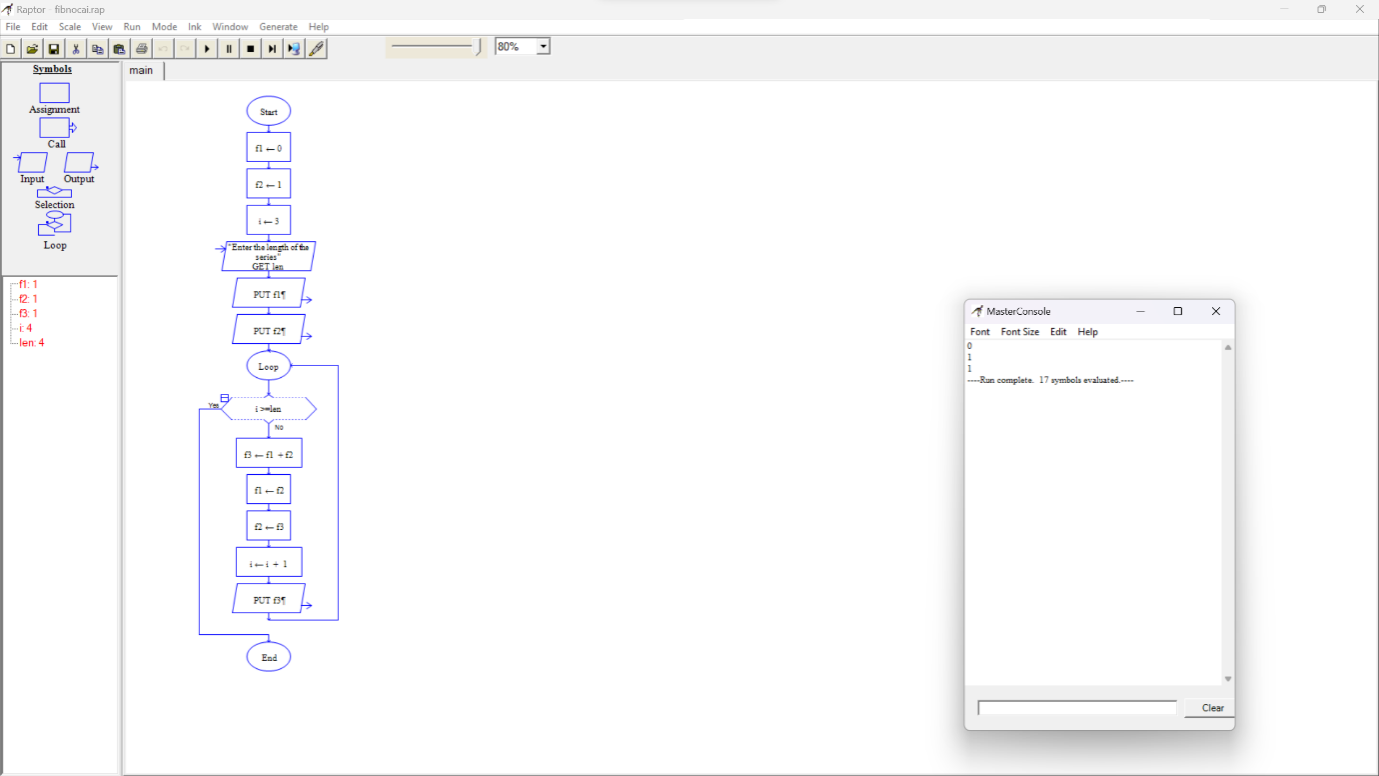 Raptor - fibnocai.rap
File Edit Scale View Run Mode Ink Window Generate Help
80%
Symbols
Assignment
Call
Input Output
Selection
Loop
f1: 1
f2: 1
f3: 1
i: 4
len: 4
main
Start
f1 ← 0
f2 ← 1
i ← 3
"Enter the length of the
series"
GET len
PUT f1¶
PUT f2¶
Loop
Yes
i >=len
No
f3 ← f1 +f2
f1 ← f2
f2 ← f3
i ← i + 1
PUT f3¶
End
MasterConsole
Font Font Size Edit Help
0
1
1
----Run complete. 17 symbols evaluated.----
Clear